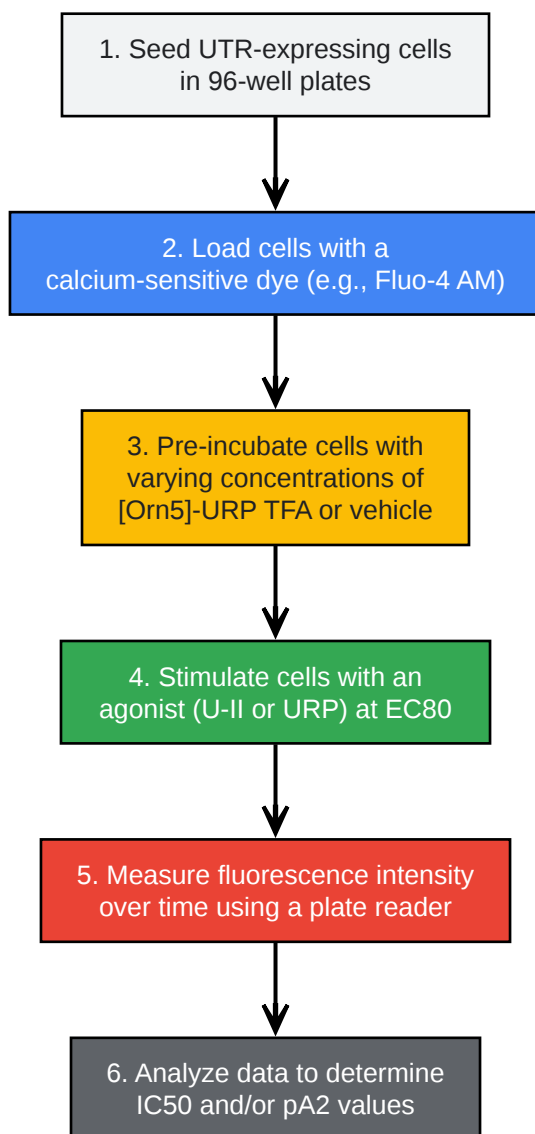 1. Seed UTR-expressing cells
in 96-well plates
2. Load cells with a
calcium-sensitive dye (e.g., Fluo-4 AM)
3. Pre-incubate cells with
varying concentrations of
[Orn5]-URP TFA or vehicle
4. Stimulate cells with an
agonist (U-II or URP) at EC80
5. Measure fluorescence intensity
over time using a plate reader
6. Analyze data to determine
IC50 and/or pA2 values